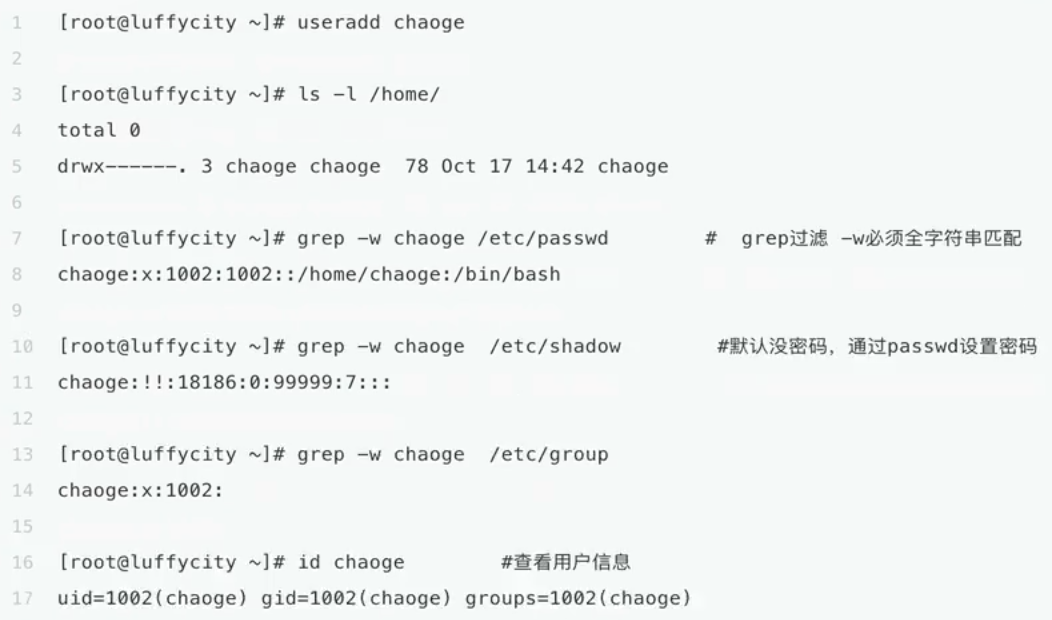 1 [root@luffycity ~]# useradd chaoge
2
3 [root@luffycity ~]# ls -l /home/
4 total 0
5 drwx------. 3 chaoge chaoge  78 Oct 17 14:42 chaoge
6
7 [root@luffycity ~]# grep -w chaoge /etc/passwd        #  grep过滤 -w必须全字符串匹配
8 chaoge:x:1002:1002::/home/chaoge:/bin/bash
9
10 [root@luffycity ~]# grep -w chaoge  /etc/shadow        #默认没密码，通过passwd设置密码
11 chaoge:!!:18186:0:99999:7:::
12
13 [root@luffycity ~]# grep -w chaoge  /etc/group
14 chaoge:x:1002:
15
16 [root@luffycity ~]# id chaoge        #查看用户信息
17 uid=1002(chaoge) gid=1002(chaoge) groups=1002(chaoge)